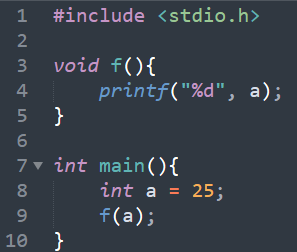 1 #include <stdio.h>
2
3 void f(){
4     printf("%d", a);
5 }
6
7 int main(){
8     int a = 25;
9     f(a);
10 }